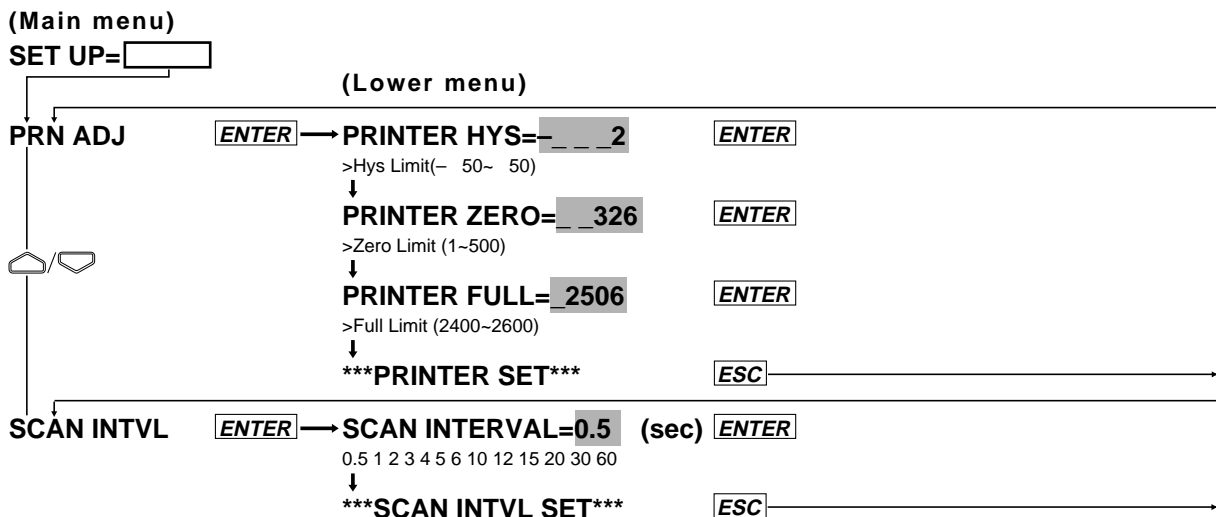 (Main menu)
SET UP=
(Lower menu)
PRN ADJ ENTER PRINTER HYS=–_ _ _2 ENTER
>Hys Limit(– 50~ 50)
PRINTER ZERO=_ _326 ENTER
>Zero Limit (1~500)
/
PRINTER FULL=_2506 ENTER
>Full Limit (2400~2600)
***PRINTER SET*** ESC
SCAN INTVL ENTER SCAN INTERVAL=0.5 (sec) ENTER
0.5 1 2 3 4 5 6 10 12 15 20 30 60
***SCAN INTVL SET*** ESC